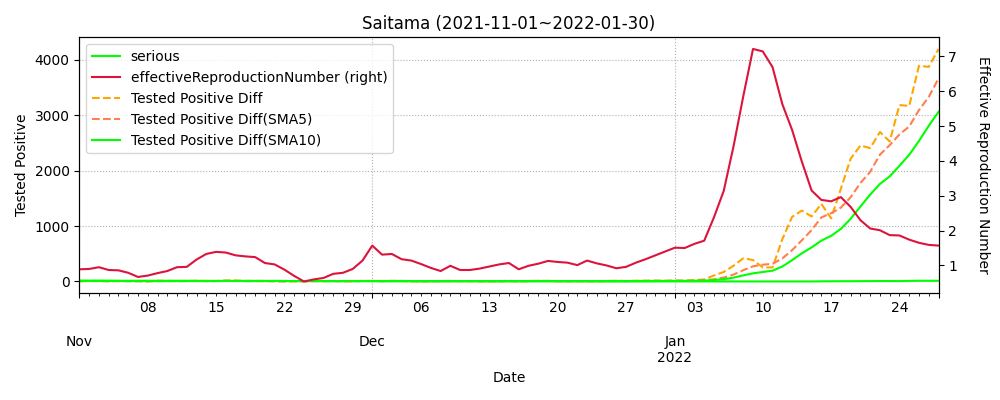 Saitama (2021-11-01~2022-01-30)
serious
effectiveReproductionNumber (right)
Tested Positive Diff
Tested Positive Diff(SMA5)
Tested Positive Diff(SMA10)
Tested Positive
4000
3000
2000
1000
0
Effective Reproduction Number
7
6
5
4
3
2
1
08 15 22 29 06 13 20 27 03 10 17 24
Nov Dec Jan
2022
Date